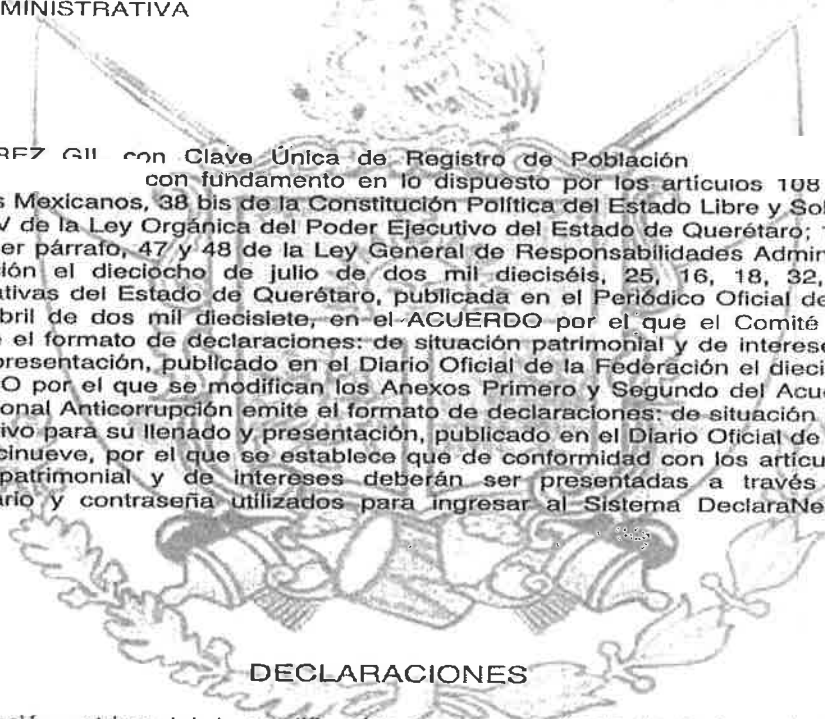 MINISTRATIVA
REZ GIL con Clave Única de Registro de Población
con fundamento en lo dispuesto por los artículos 108
s Mexicanos, 38 bis de la Constitución Política del Estado Libre y Sob
V de la Ley Orgánica del Poder Ejecutivo del Estado de Querétaro;
er párrafo, 47 y 48 de la Ley General de Responsabilidades Admin
ción el dieciocho de julio de dos mil dieciséis, 25, 16, 18, 32,
ativas del Estado de Querétaro, publicada en el Periódico Oficial de
bril de dos mil diecisiete, en el ACUERDO por el que el Comité
e el formato de declaraciones: de situación patrimonial y de interese
presentación, publicado en el Diario Oficial de la Federación el dieci
O por el que se modifican los Anexos Primero y Segundo del Acue
onal Anticorrupción emite el formato de declaraciones: de situación
ivo para su llenado y presentación, publicado en el Diario Oficial de
cinueve, por el que se establece que de conformidad con los artícu
patrimonial y de intereses deberán ser presentadas a través
ario y contraseña utilizados para ingresar al Sistema DeclaraNe
DECLARACIONES